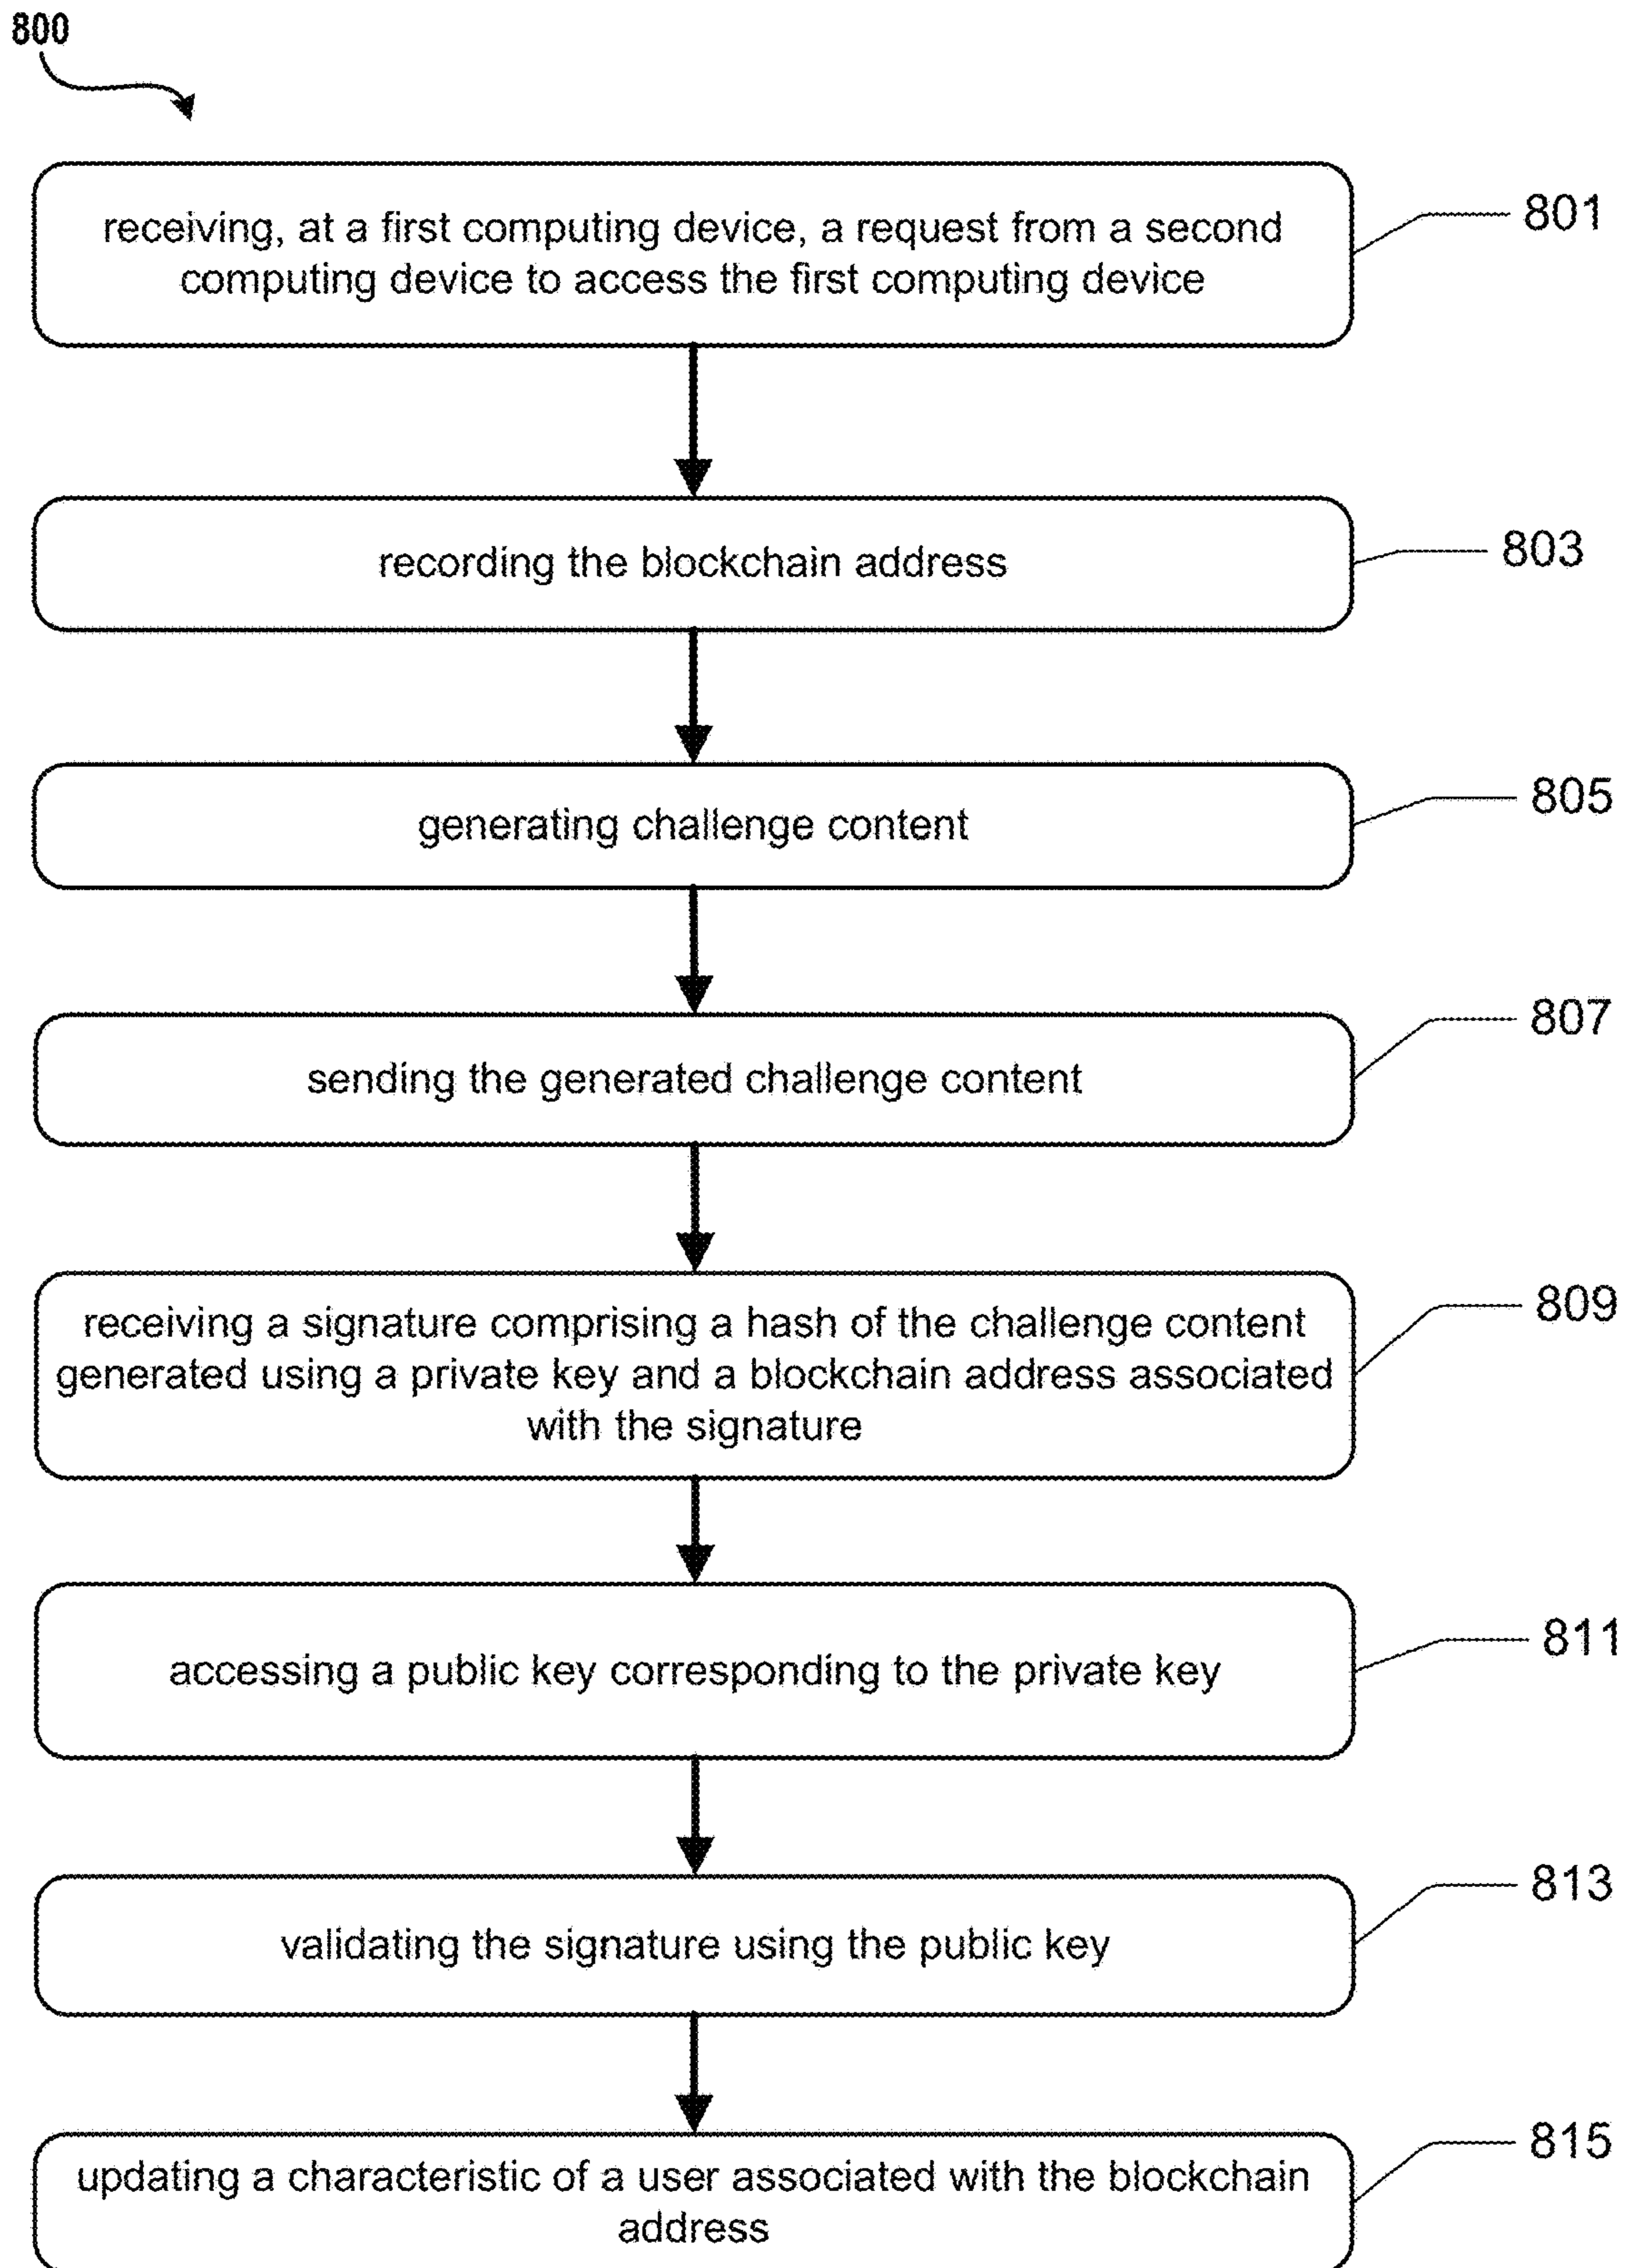 800
receiving, at a first computing device, a request from a second
computing device to access the first computing device
801
recording the blockchain address
803
generating challenge content
805
sending the generated challenge content
807
receiving a signature comprising a hash of the challenge content
generated using a private key and a blockchain address associated
with the signature
809
accessing a public key corresponding to the private key
811
validating the signature using the public key
813
updating a characteristic of a user associated with the blockchain
address
815